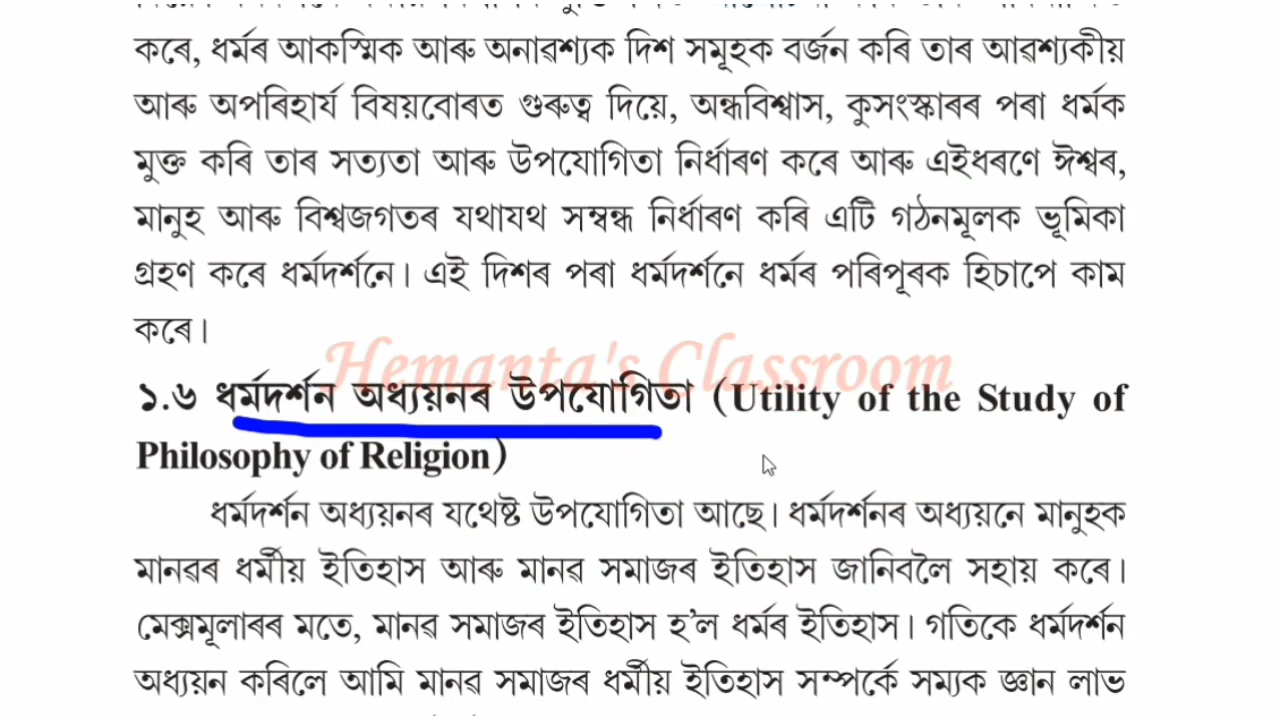 কৰে, ধৰ্মৰ আকস্মিক আৰু অনাৱশ্যক দিশ সমূহক বৰ্জন কৰি তাৰ আৱশ্যকীয়
আৰু অপৰিহাৰ্য বিষয়বোৰত গুৰুত্ব দিয়ে, অন্ধবিশ্বাস, কুসংস্কাৰৰ পৰা ধৰ্মক
মুক্ত কৰি তাৰ সত্যতা আৰু উপযোগিতা নিৰ্ধাৰণ কৰে আৰু এইধৰণে ঈশ্বৰ,
মানুহ আৰু বিশ্বজগতৰ যথাযথ সম্বন্ধ নিৰ্ধাৰণ কৰি এটি গঠনমূলক ভূমিকা
গ্ৰহণ কৰে ধৰ্মদৰ্শনে। এই দিশৰ পৰা ধৰ্মদৰ্শনে ধৰ্মৰ পৰিপূৰক হিচাপে কাম
কৰে।
Hemanta's Classroom
১.৬ ধৰ্মদৰ্শন অধ্যয়নৰ উপযোগিতা (Utility of the Study of
Philosophy of Religion)
ধৰ্মদৰ্শন অধ্যয়নৰ যথেষ্ট উপযোগিতা আছে। ধৰ্মদৰ্শনৰ অধ্যয়নে মানুহক
মানৱৰ ধৰ্মীয় ইতিহাস আৰু মানৱ সমাজৰ ইতিহাস জানিবলৈ সহায় কৰে।
মেক্সমূলাৰৰ মতে, মানৱ সমাজৰ ইতিহাস হ'ল ধৰ্মৰ ইতিহাস। গতিকে ধৰ্মদৰ্শন
অধ্যয়ন কৰিলে আমি মানৱ সমাজৰ ধৰ্মীয় ইতিহাস সম্পৰ্কে সম্যক জ্ঞান লাভ